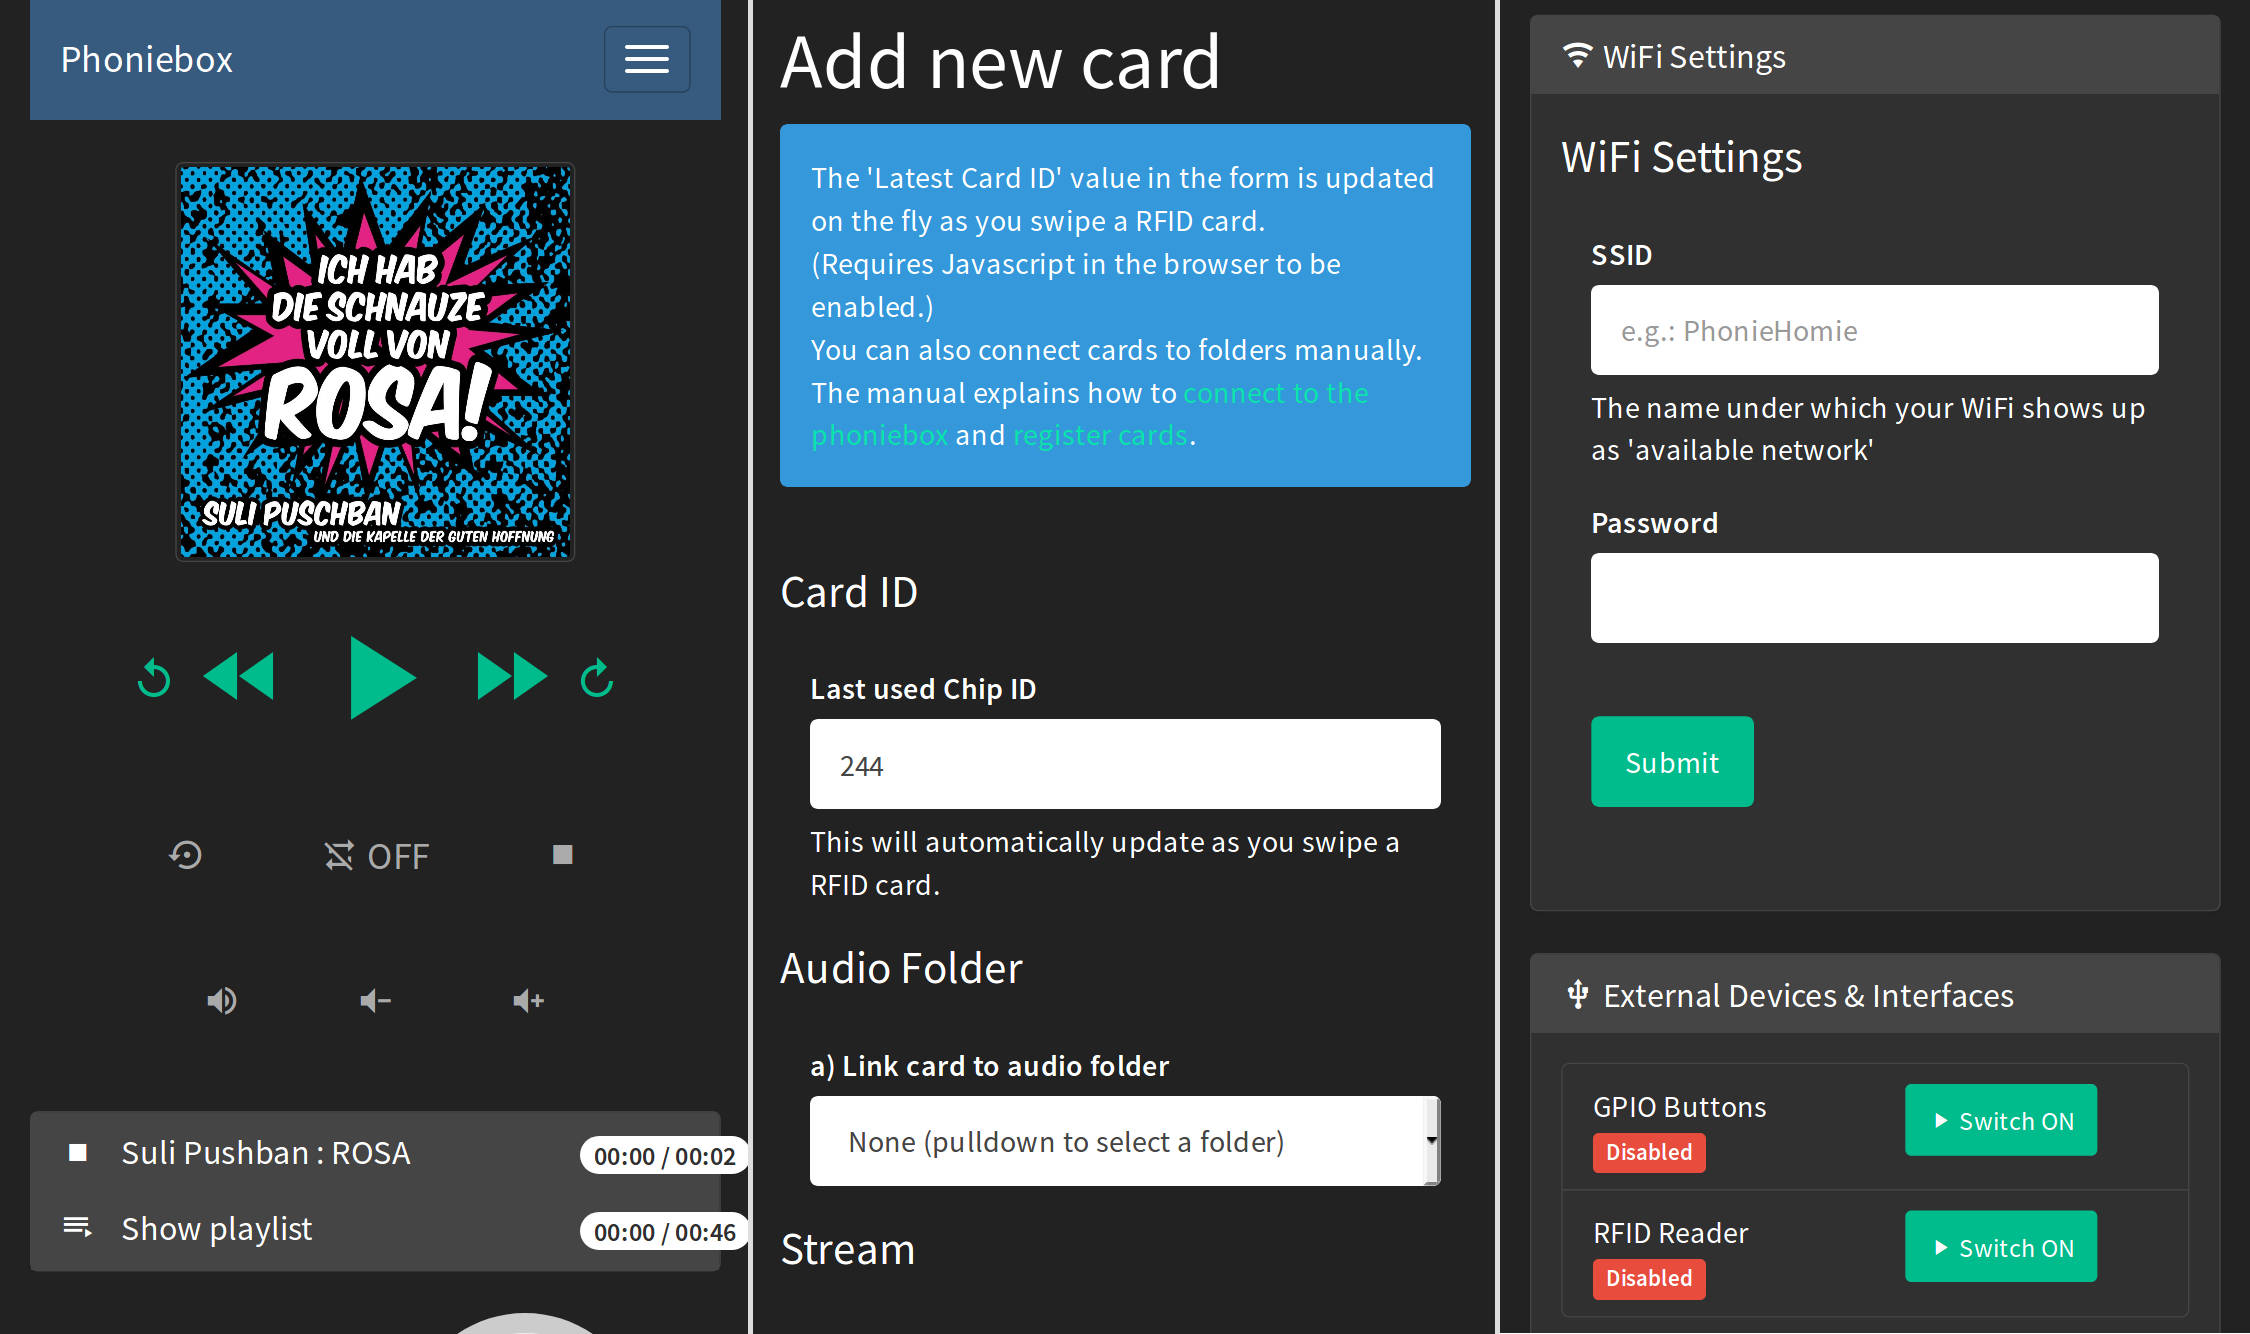 Phoniebox
ICH HAB
DIE SCHNAUZE
VOLL VON
ROSA!
SULI PUSCHBAN
UND DIE KAPELLE DER GUTEN HOFFNUNG
OFF
Suli Pushban : ROSA
00:00 / 00:02
Show playlist
00:00 / 00:46
Add new card
The 'Latest Card ID' value in the form is updated
on the fly as you swipe a RFID card.
(Requires Javascript in the browser to be
enabled.)
You can also connect cards to folders manually.
The manual explains how to connect to the
phoniebox and register cards.
Card ID
Last used Chip ID
244
This will automatically update as you swipe a
RFID card.
Audio Folder
a) Link card to audio folder
None (pulldown to select a folder)
Stream
WiFi Settings
WiFi Settings
SSID
e.g.: PhonieHomie
The name under which your WiFi shows up
as 'available network'
Password
Submit
External Devices & Interfaces
GPIO Buttons
Disabled
Switch ON
RFID Reader
Disabled
Switch ON